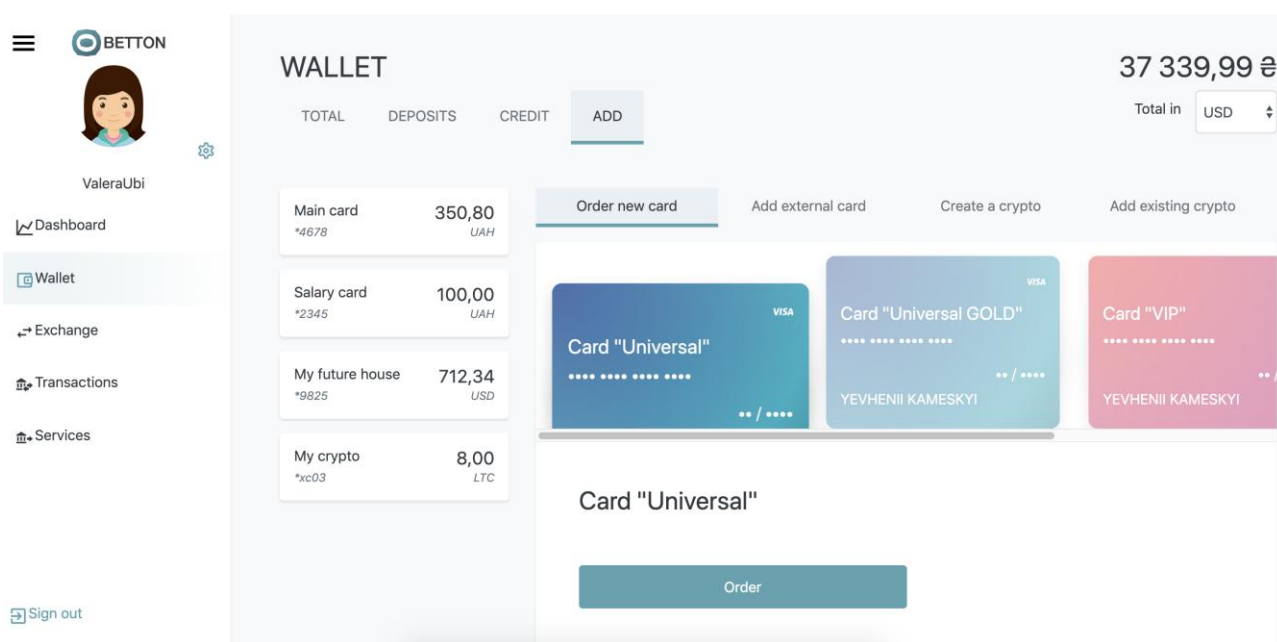 BETTON
ValeraUbi
Dashboard
Wallet
Exchange
Transactions
Services
Sign out
WALLET
37 339,99 ₴
TOTAL DEPOSITS CREDIT ADD
Total in USD
Main card 350,80
*4678 UAH
Salary card 100,00
*2345 UAH
My future house 712,34
*9825 USD
My crypto 8,00
*xc03 LTC
Order new card Add external card Create a crypto Add existing crypto
VISA
Card "Universal"
•••• •••• •••• ••••
•• / ••••
VISA
Card "Universal GOLD"
•••• •••• •••• ••••
•• / ••••
YEVHENII KAMESKYI
Card "VIP"
•••• •••• •••• ••••
•• /
YEVHENII KAMESKYI
Card "Universal"
Order